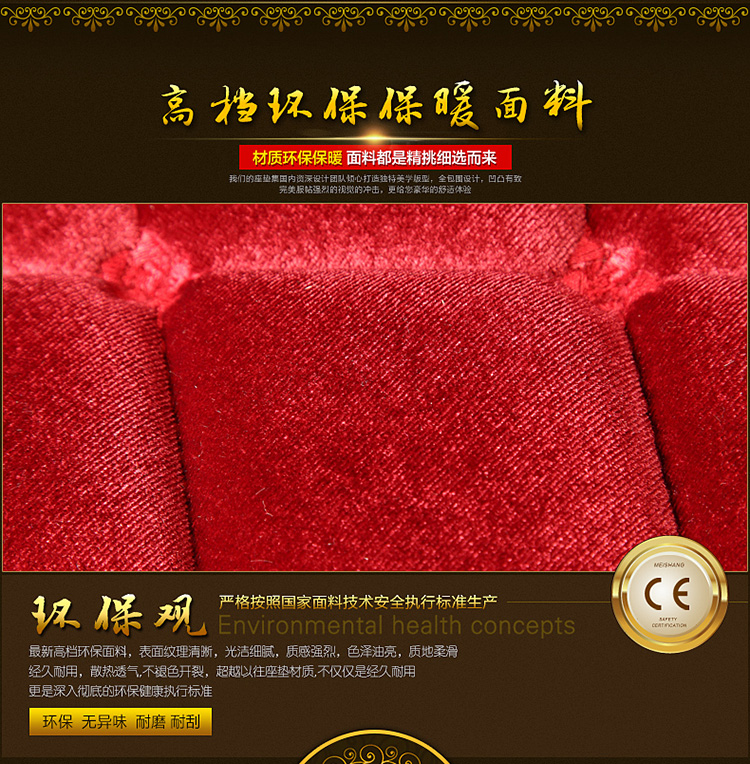 高档环保保暖面料
材质环保保暖 面料都是精挑细选而来
我们的座垫集国内资深设计团队倾心打造独特美学版型，全包围设计，凹凸有致
完美服帖强烈的视觉的冲击，更给您豪华的舒适体验
环保观
严格按照国家面料技术安全执行标准生产
Environmental health concepts
MEISHANG
CE
SAFETY
CERTIFICATION
最新高档环保面料，表面纹理清晰，光洁细腻，质感强烈，色泽油亮，质地柔滑
经久耐用，散热透气,不褪色开裂，超越以往座垫材质,不仅仅是经久耐用
更是深入彻底的环保健康执行标准
环保 无异味 耐磨 耐刮